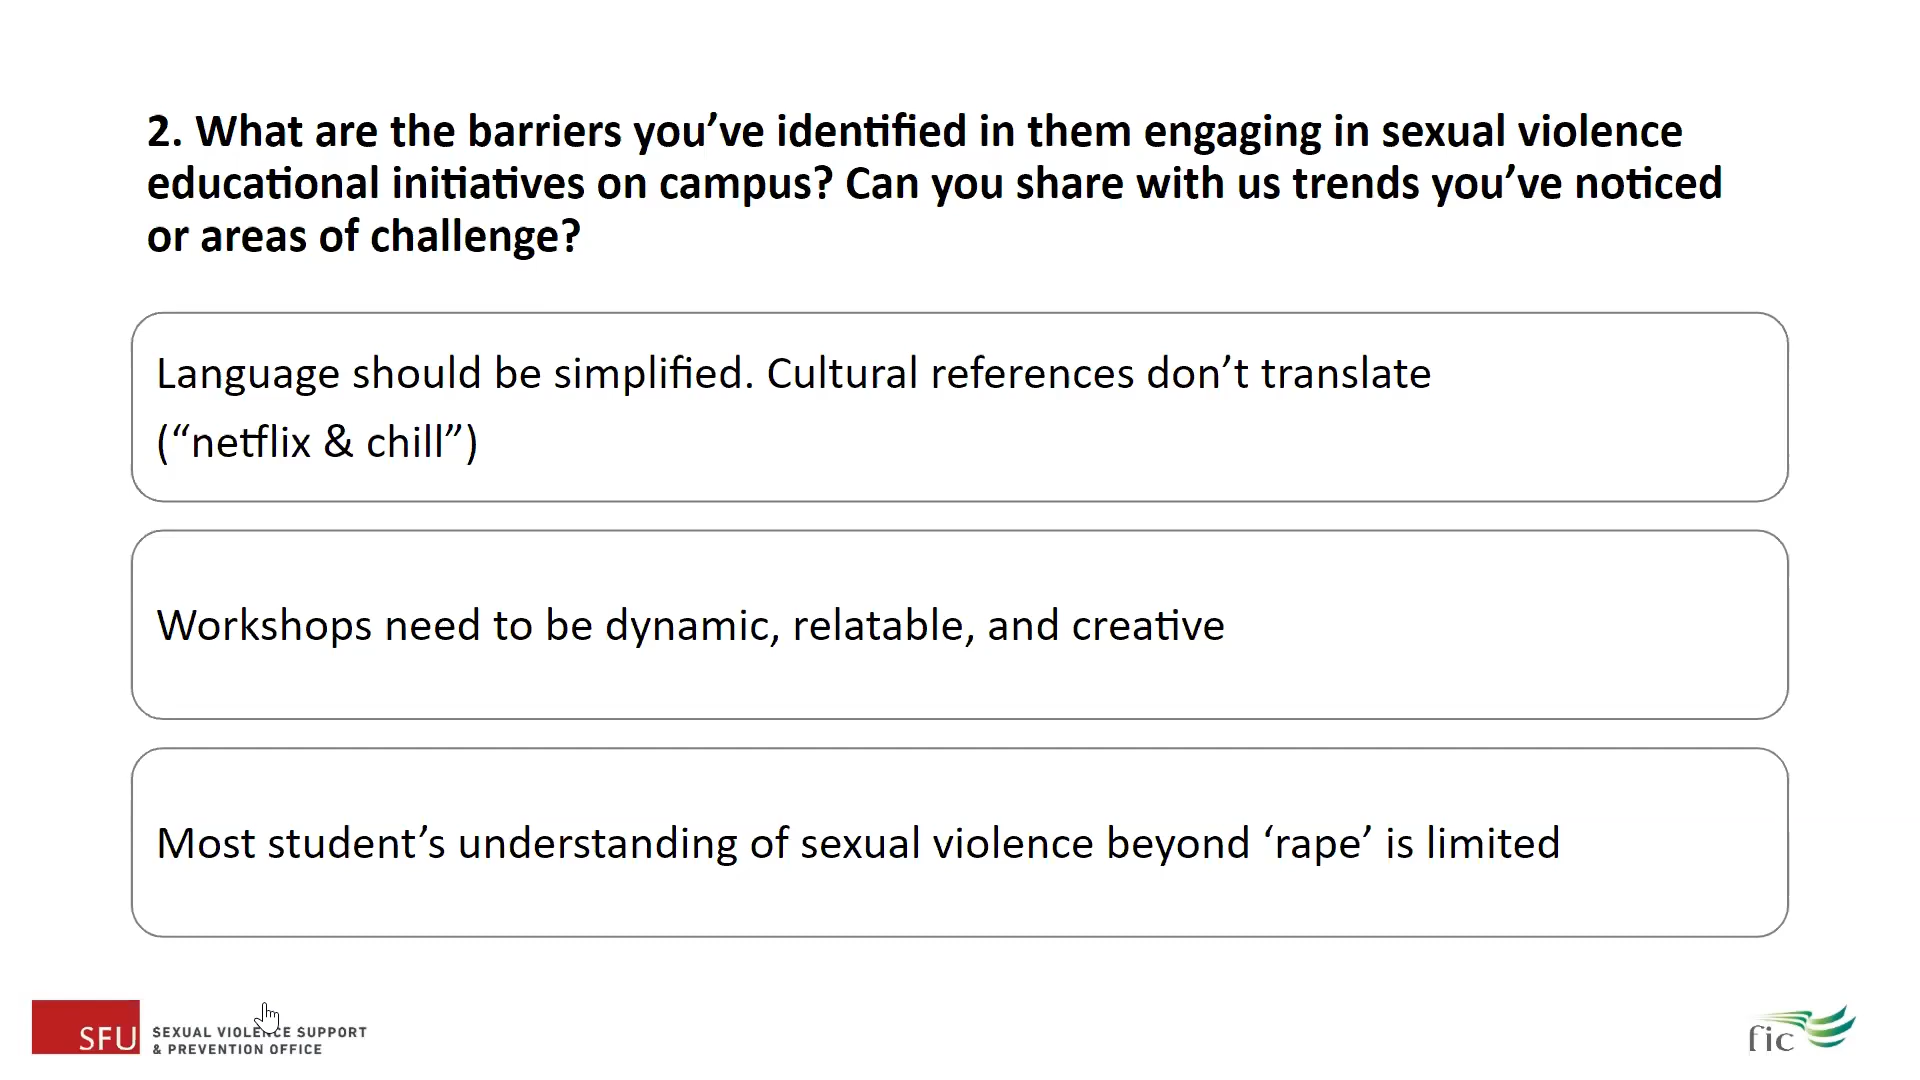 2. What are the barriers you’ve identified in them engaging in sexual violence
educational initiatives on campus? Can you share with us trends you’ve noticed
or areas of challenge?
Language should be simplified. Cultural references don’t translate
(“netflix & chill”)
Workshops need to be dynamic, relatable, and creative
Most student’s understanding of sexual violence beyond ‘rape’ is limited
SFU
SEXUAL VIOLENCE SUPPORT
& PREVENTION OFFICE
fic